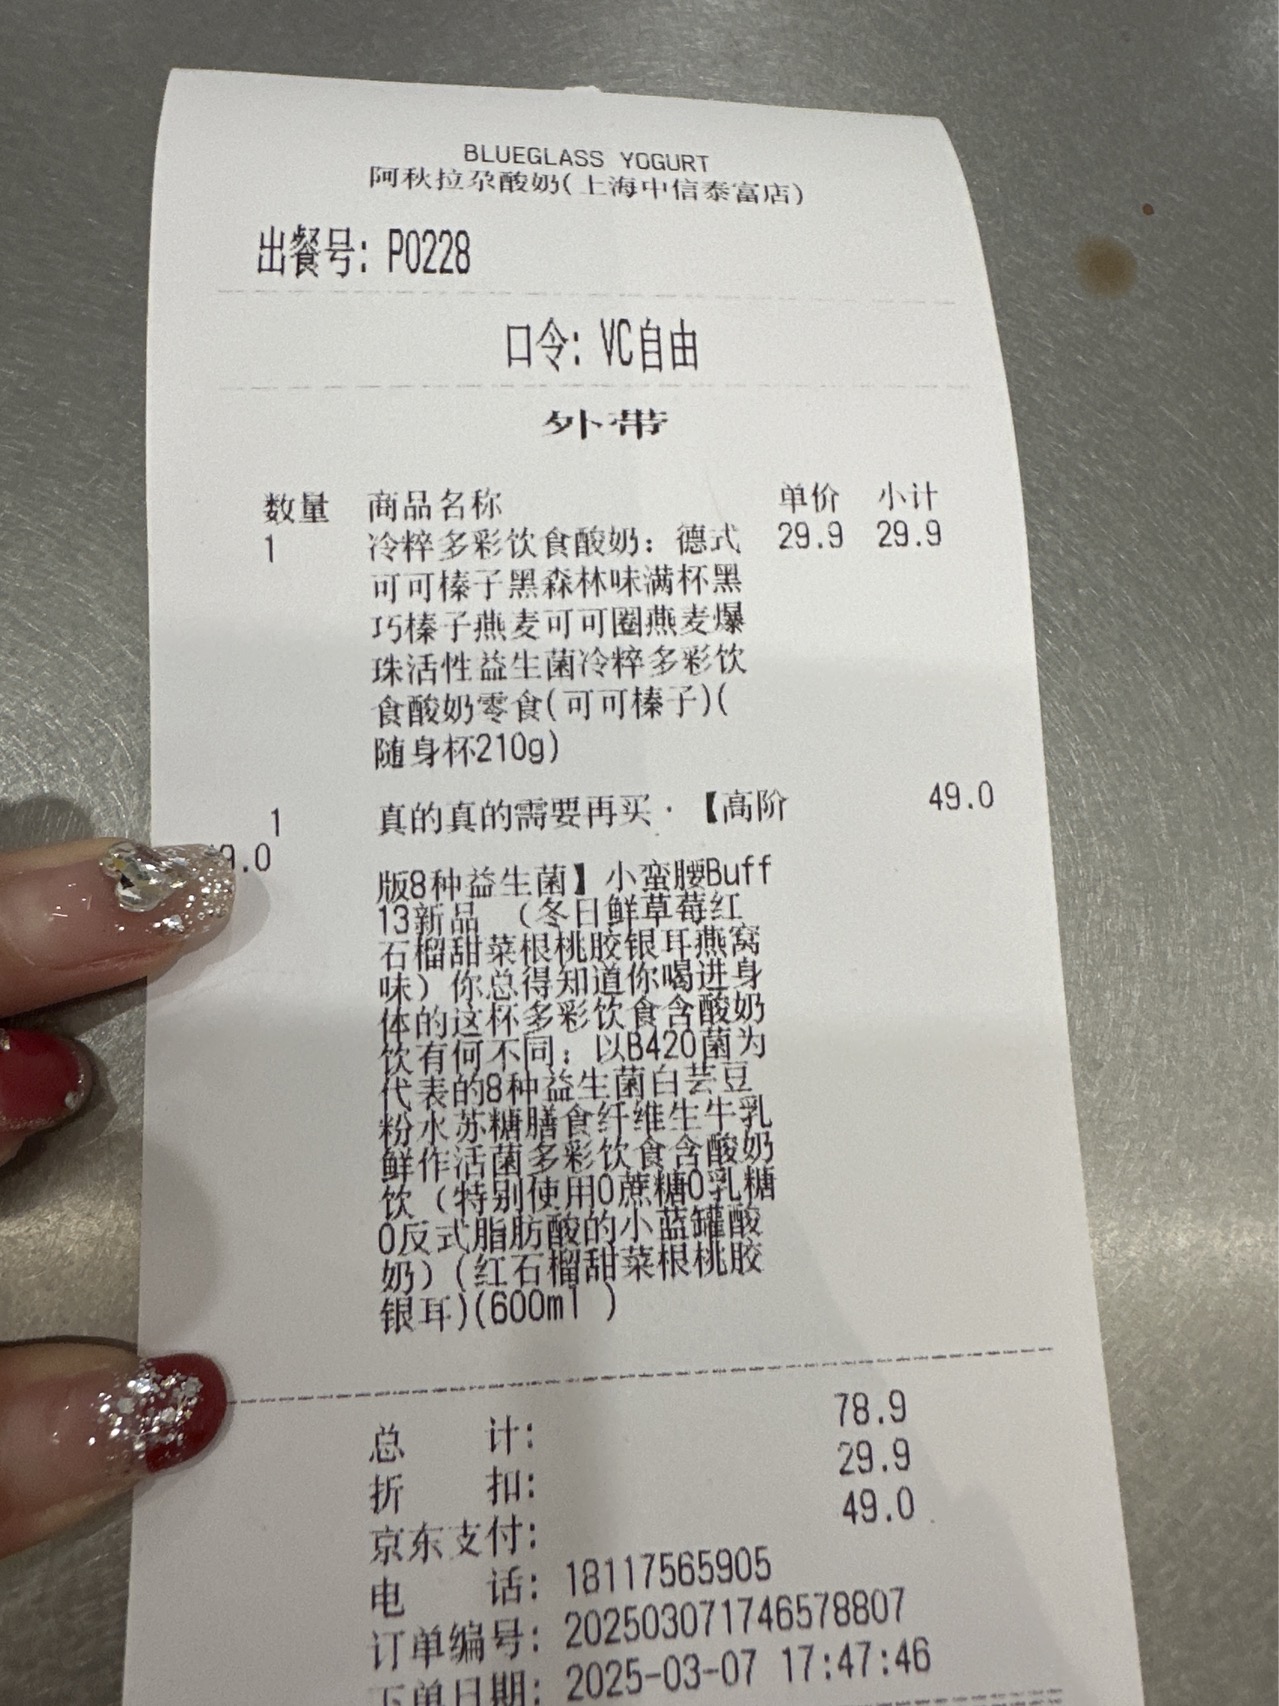 BLUEGLASS YOGURT
阿秋拉尕酸奶(上海中信泰富店)
出餐号: P0228
口令: VC自由
外带
数量 商品名称 单价 小计
1 冷粹多彩饮食酸奶: 德式 29.9 29.9
可可榛子黑森林味满杯黑
巧榛子燕麦可可圈燕麦爆
珠活性益生菌冷粹多彩饮
食酸奶零食(可可榛子)(
随身杯210g)
1 真的真的需要再买·【高阶 49.0
9.0
版8种益生菌】小蛮腰Buff
13新品 (冬日鲜草莓红
石榴甜菜根桃胶银耳燕窝
味) 你总得知道你喝进身
体的这杯多彩饮食含酸奶
饮有何不同: 以B420菌为
代表的8种益生菌白芸豆
粉水苏糖膳食纤维生牛乳
鲜作活菌多彩饮食含酸奶
饮 (特别使用0蔗糖0乳糖
0反式脂肪酸的小蓝罐酸
奶) (红石榴甜菜根桃胶
银耳)(600ml )
总 计: 78.9
折 扣: 29.9
京东支付: 49.0
电 话: 18117565905
订单编号: 202503071746578807
下单日期: 2025-03-07 17:47:46